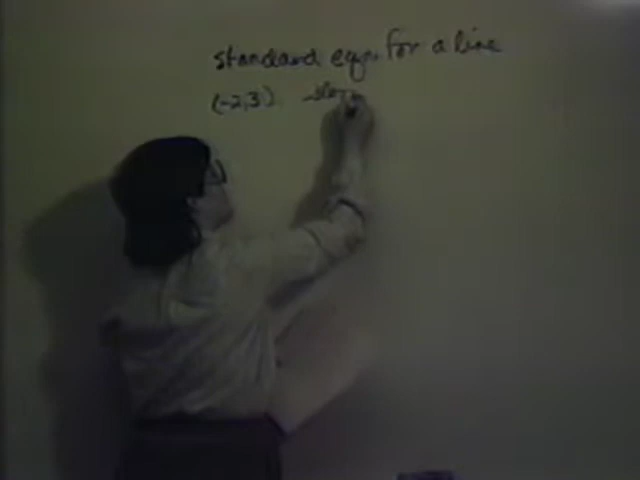 standard eqn. for a line
(-2,3)